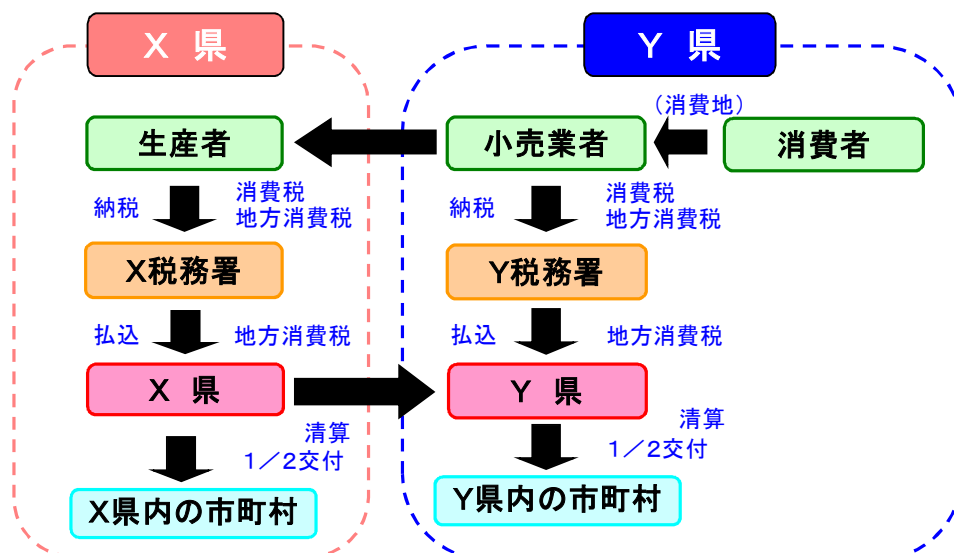 X 県
Y 県
(消費地)
生産者
小売業者
消費者
納税
消費税
地方消費税
納税
消費税
地方消費税
X税務署
Y税務署
払込
地方消費税
払込
地方消費税
X 県
Y 県
清算
1/2交付
清算
1/2交付
X県内の市町村
Y県内の市町村